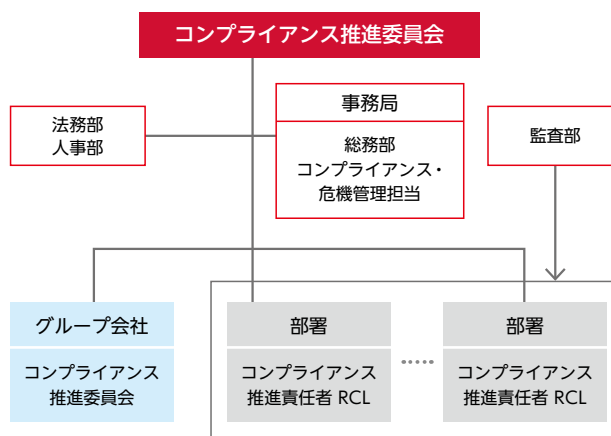 コンプライアンス推進委員会
法務部
人事部
事務局
総務部
コンプライアンス・
危機管理担当
監査部
グループ会社
コンプライアンス
推進委員会
部署
コンプライアンス
推進責任者 RCL
部署
コンプライアンス
推進責任者 RCL